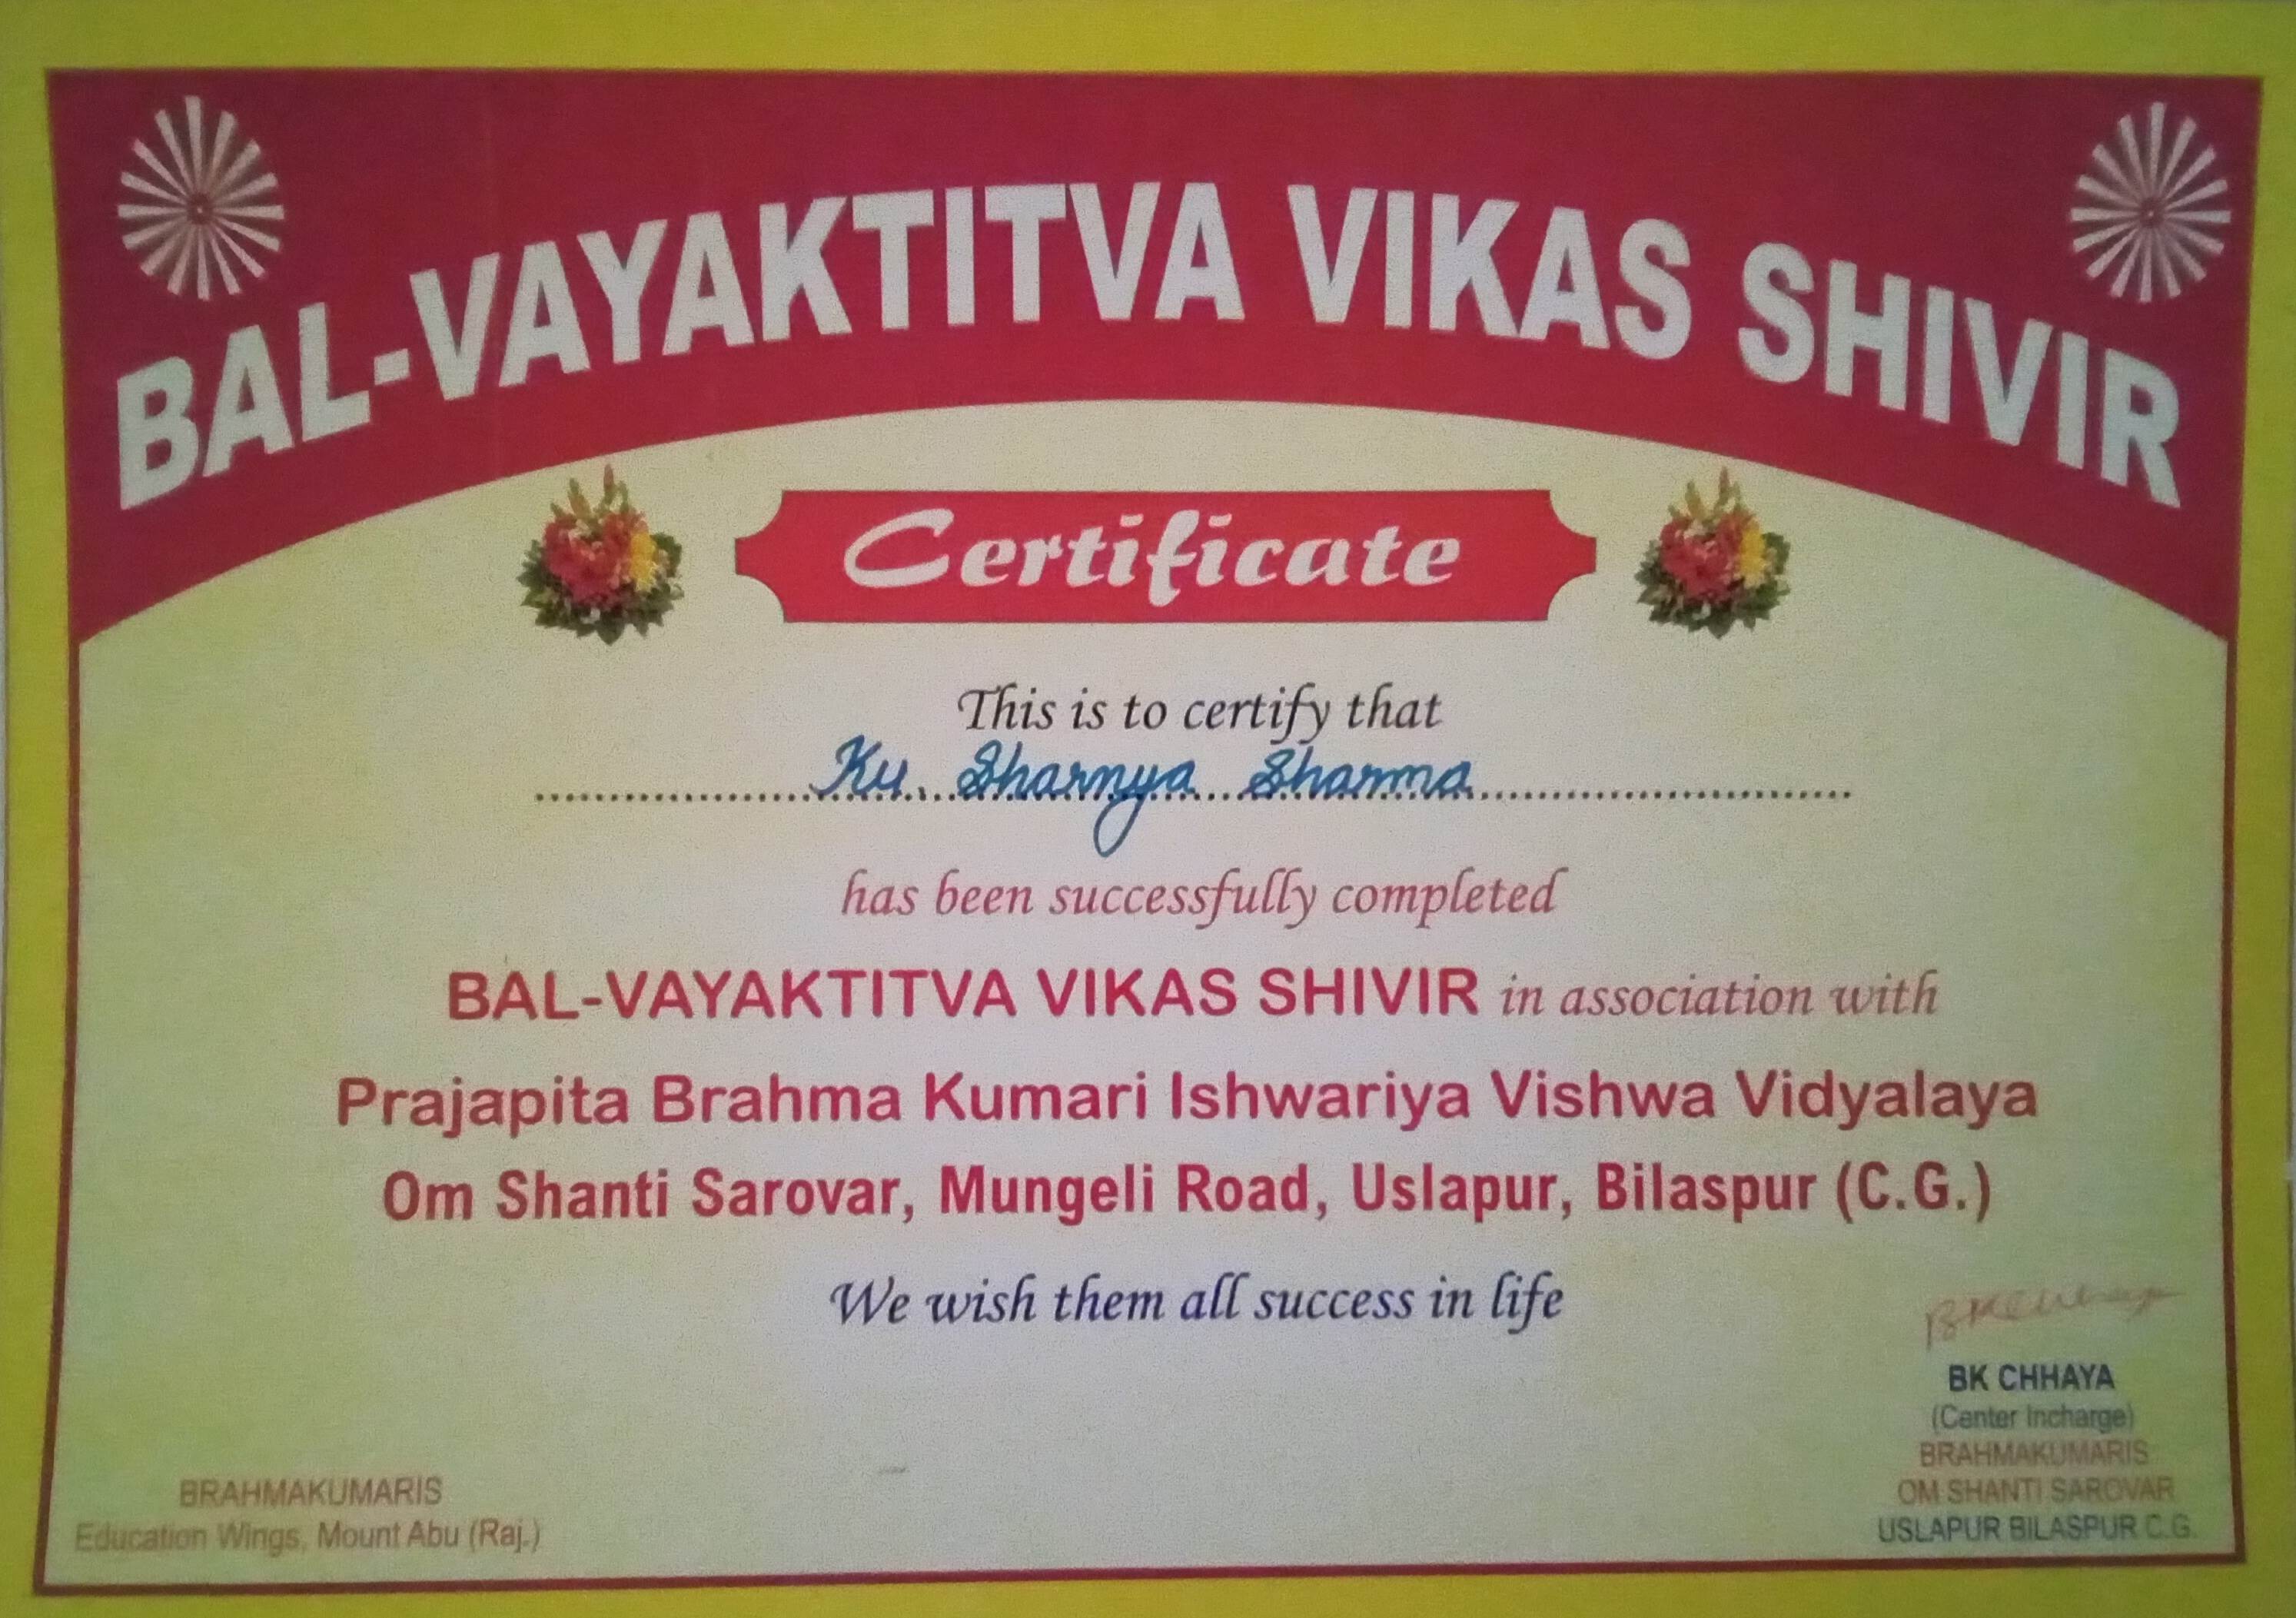 BAL-VAYAKTITVA VIKAS SHIVIR
Certificate
This is to certify that
Ku. Sharnya Sharma
has been successfully completed
BAL-VAYAKTITVA VIKAS SHIVIR in association with
Prajapita Brahma Kumari Ishwariya Vishwa Vidyalaya
Om Shanti Sarovar, Mungeli Road, Uslapur, Bilaspur (C.G.)
We wish them all success in life
BKChhaya
BK CHHAYA
(Center Incharge)
BRAHMAKUMARIS
OM SHANTI SAROVAR
USLAPUR BILASPUR C.G.
BRAHMAKUMARIS
Education Wings, Mount Abu (Raj.)